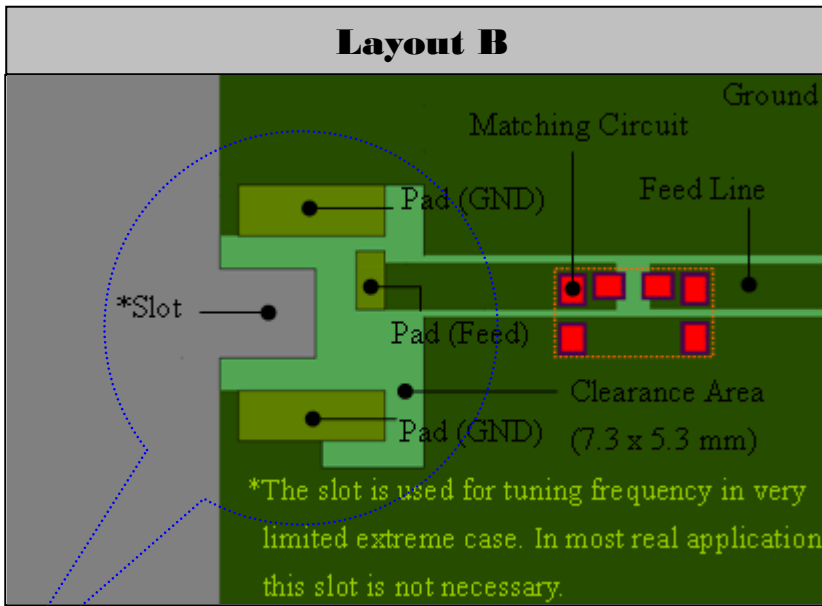 Layout B
Ground
Matching Circuit
Pad (GND)
Feed Line
*Slot
Pad (Feed)
Clearance Area
Pad (GND)
(7.3 x 5.3 mm)
*The slot is used for tuning frequency in very
limited extreme case. In most real application
this slot is not necessary.